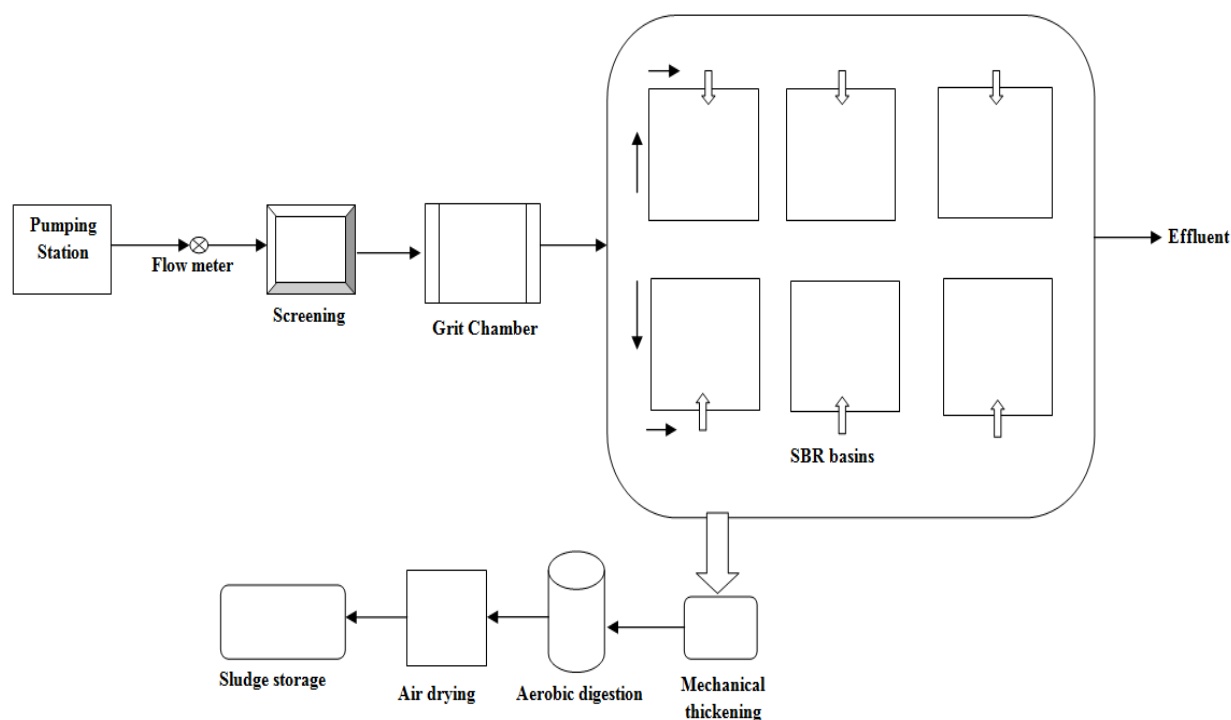 Pumping
Station
Flow meter
Screening
Grit Chamber
Effluent
SBR basins
Sludge storage
Air drying
Aerobic digestion
Mechanical
thickening